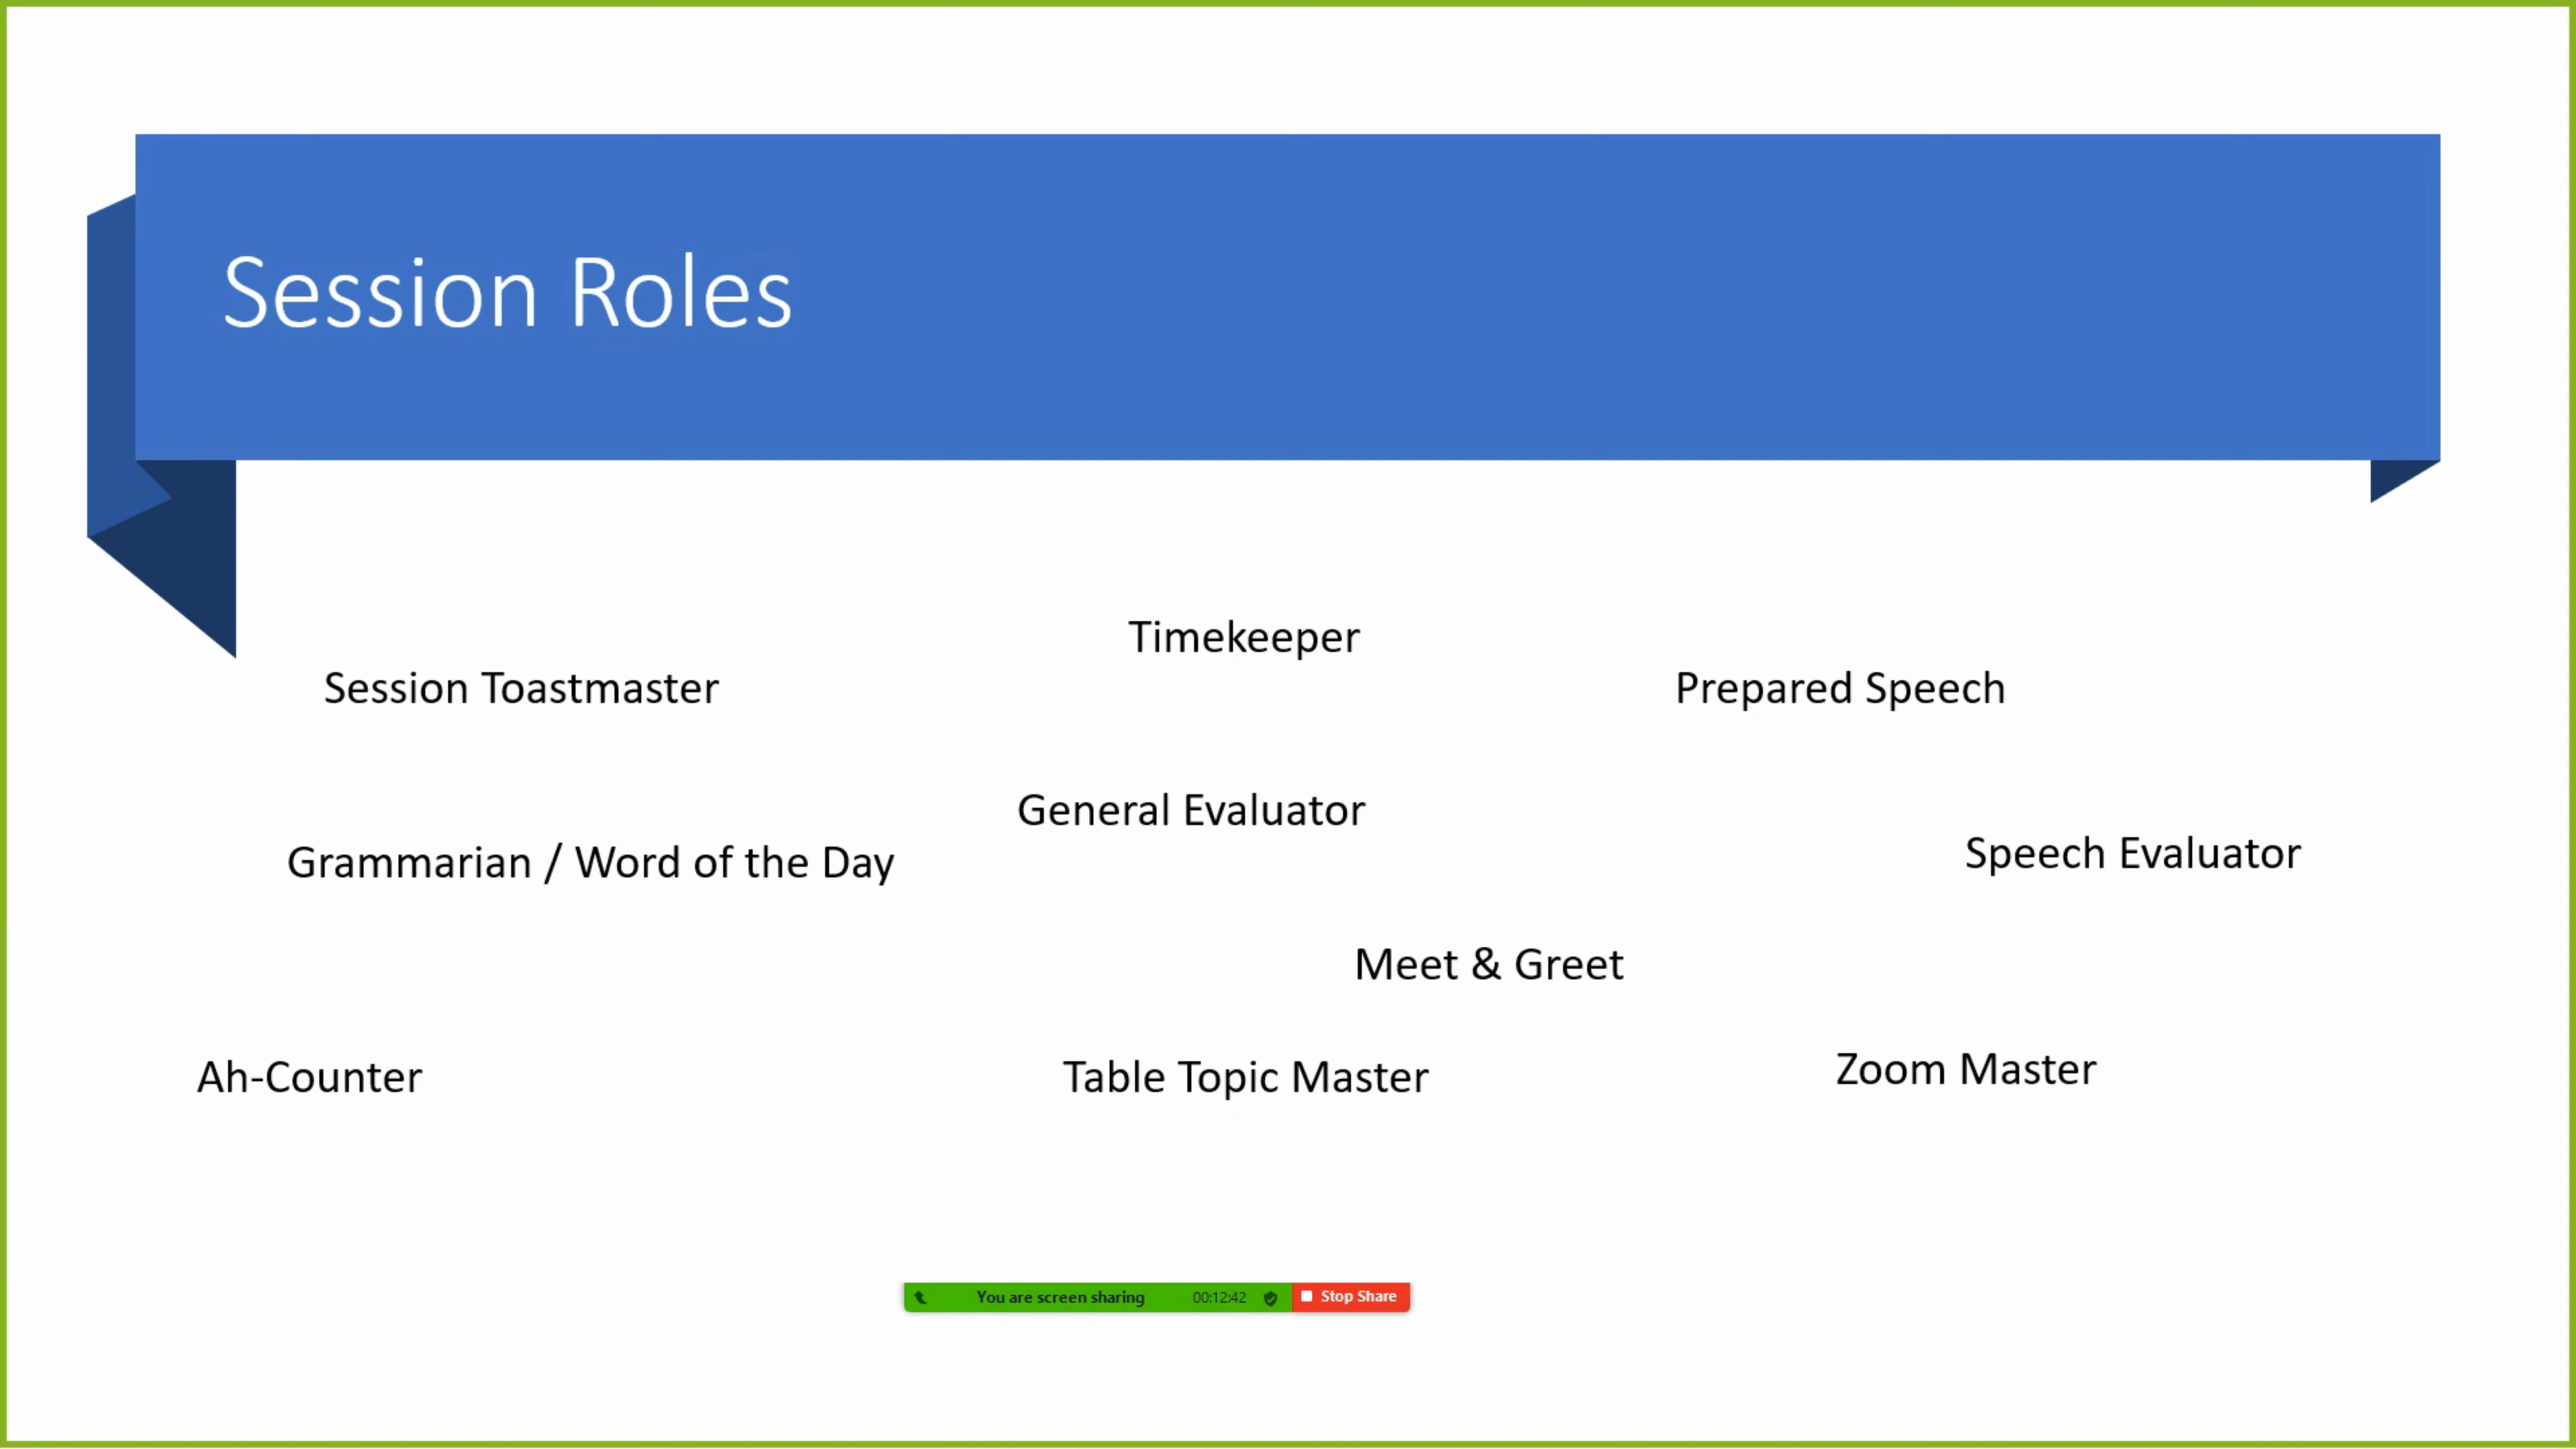 Session Roles
Timekeeper
Session Toastmaster
Prepared Speech
General Evaluator
Grammarian / Word of the Day
Speech Evaluator
Meet & Greet
Ah-Counter
Table Topic Master
Zoom Master
You are screen sharing 00:12:42 Stop Share